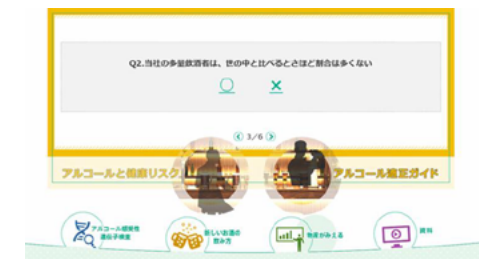 Q2.当社の多量飲酒者は、世の中と比べるとさほど割合は多くない
○ ×
3/6
アルコールと健康リスク
アルコール適正ガイド
アルコール感受性
遺伝子検査
新しいお酒の
飲み方
物産がみえる
資料